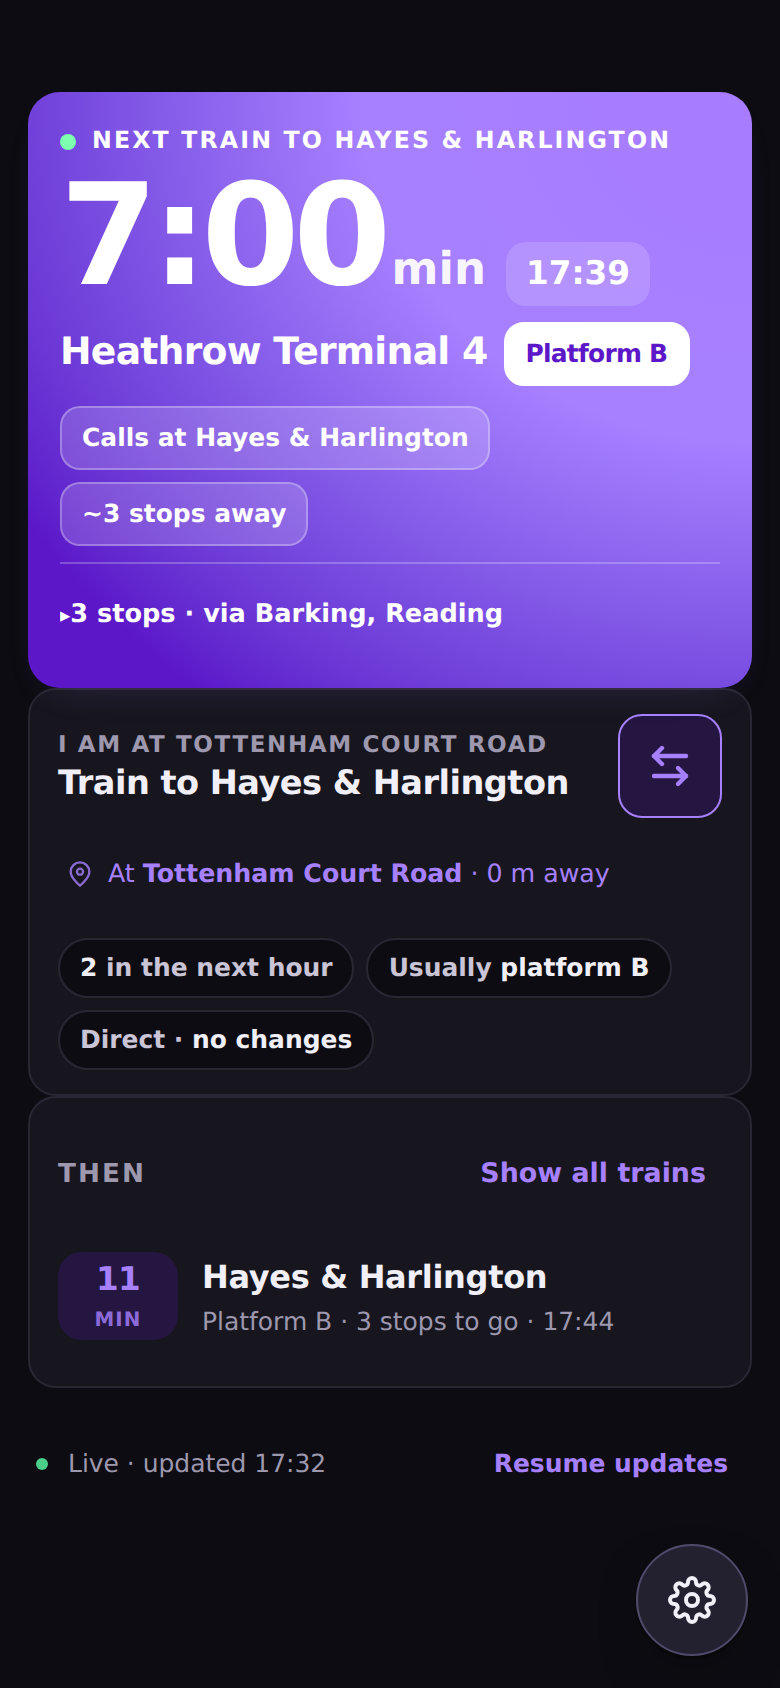 NEXT TRAIN TO HAYES & HARLINGTON
7:00 min 17:39
Heathrow Terminal 4 Platform B
Calls at Hayes & Harlington
~3 stops away
▸3 stops · via Barking, Reading
I AM AT TOTTENHAM COURT ROAD
Train to Hayes & Harlington
At Tottenham Court Road · 0 m away
2 in the next hour Usually platform B
Direct · no changes
THEN Show all trains
11 MIN
Hayes & Harlington
Platform B · 3 stops to go · 17:44
Live · updated 17:32 Resume updates